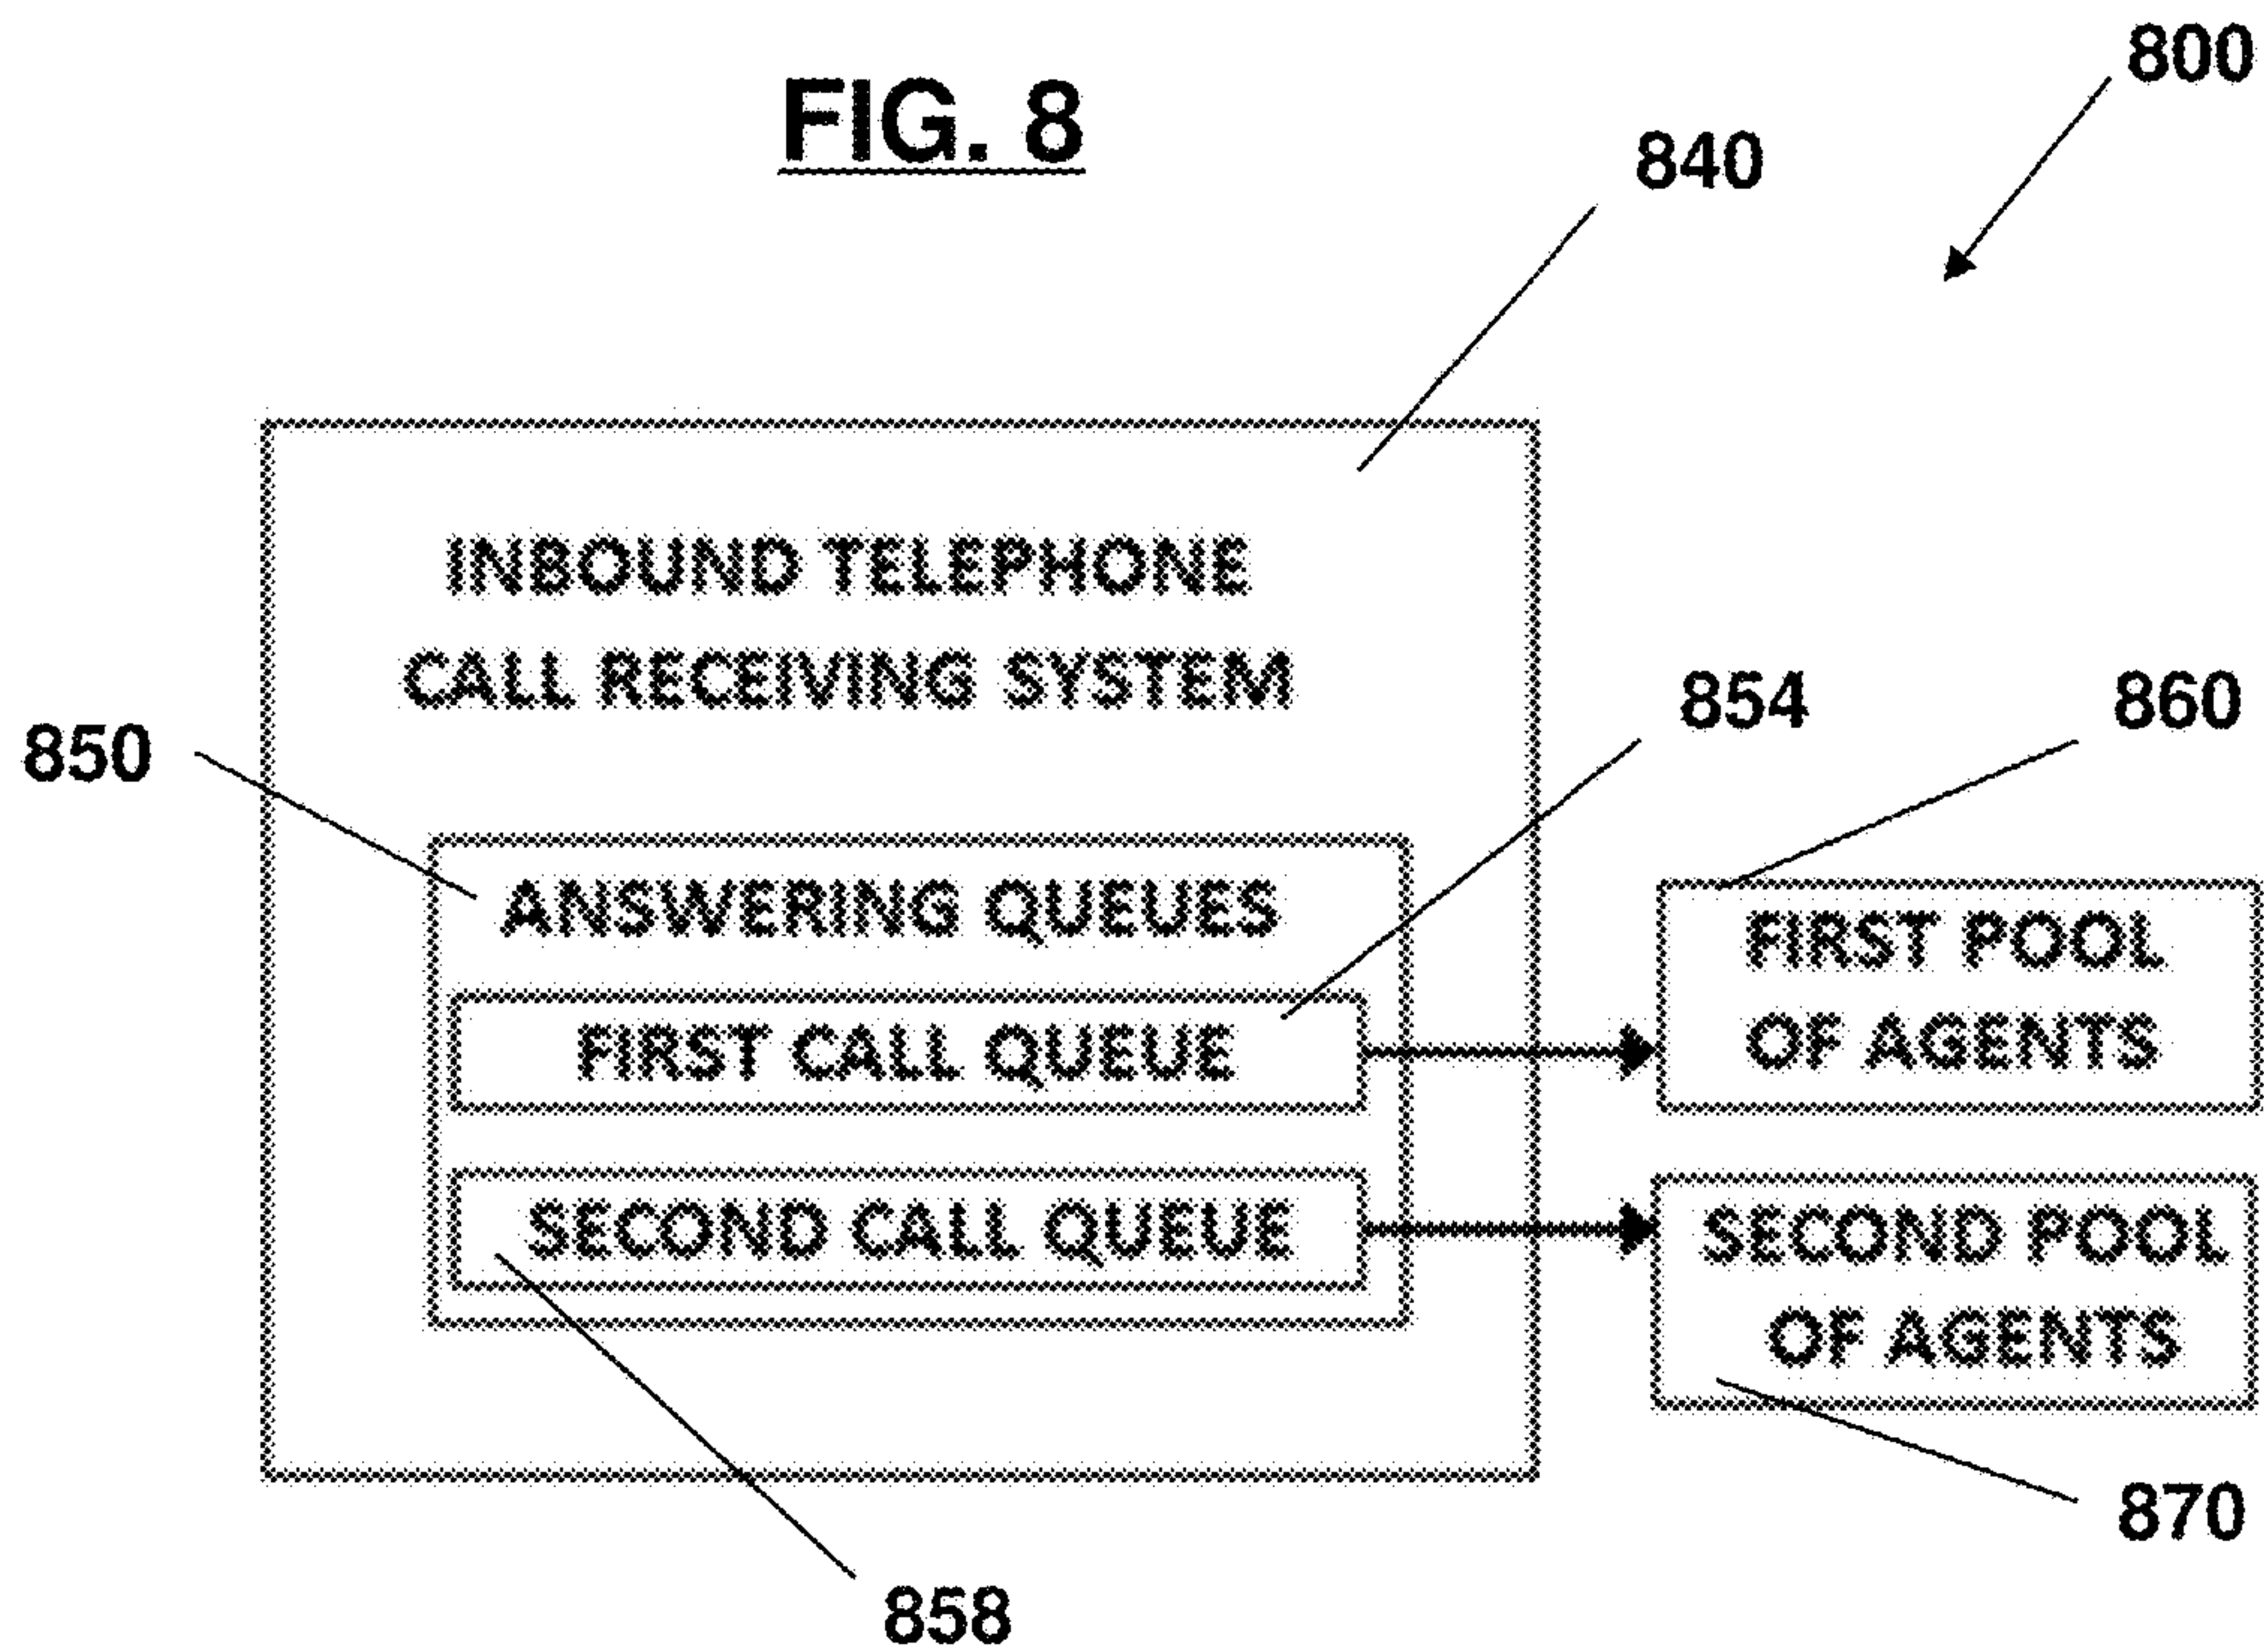 800
FIG. 8
840
INBOUND TELEPHONE
CALL RECEIVING SYSTEM
854
860
850
ANSWERING QUEUES
FIRST POOL
OF AGENTS
FIRST CALL QUEUE
SECOND CALL QUEUE
SECOND POOL
OF AGENTS
870
858